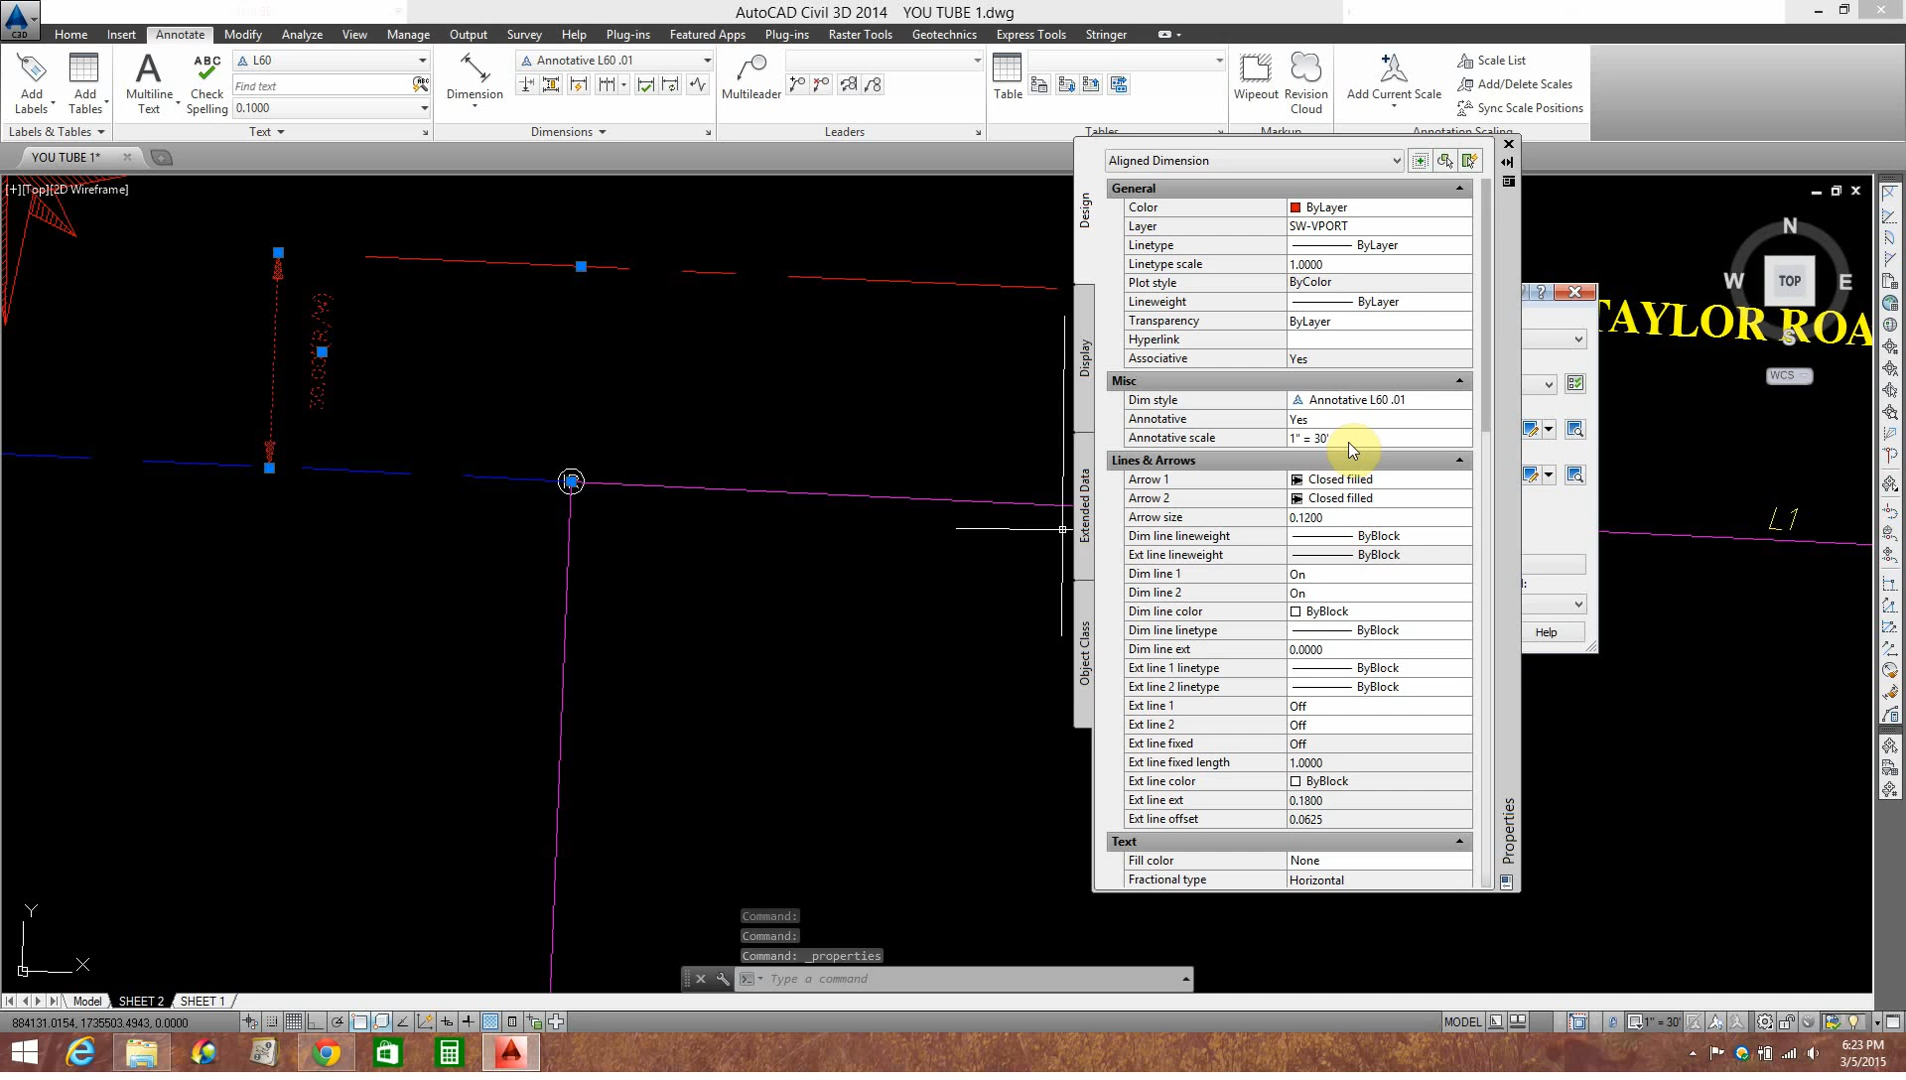 AutoCAD Civil 3D 2014 YOU TUBE 1.dwg
C3D
Home Insert Annotate Modify Analyze View Manage Output Survey Help Plug-ins Featured Apps Plug-ins Raster Tools Geotechnics Express Tools Stringer
Add Labels
Add Tables
Labels & Tables
Multiline Text
ABC
Check Spelling
L60
Find text
0.1000
Text
Dimension
Annotative L60 .01
Dimensions
Multileader
Leaders
Table
Tables
Wipeout
Revision Cloud
Markup
Add Current Scale
Scale List
Add/Delete Scales
Sync Scale Positions
Annotation Scaling
YOU TUBE 1*
[+][Top][2D Wireframe]
Aligned Dimension
Design
Display
Extended Data
Object Class
Properties
General
Color ByLayer
Layer SW-VPORT
Linetype ByLayer
Linetype scale 1.0000
Plot style ByColor
Lineweight ByLayer
Transparency ByLayer
Hyperlink
Associative Yes
Misc
Dim style Annotative L60 .01
Annotative Yes
Annotative scale 1" = 30'
Lines & Arrows
Arrow 1 Closed filled
Arrow 2 Closed filled
Arrow size 0.1200
Dim line lineweight ByBlock
Ext line lineweight ByBlock
Dim line 1 On
Dim line 2 On
Dim line color ByBlock
Dim line linetype ByBlock
Dim line ext 0.0000
Ext line 1 linetype ByBlock
Ext line 2 linetype ByBlock
Ext line 1 Off
Ext line 2 Off
Ext line fixed Off
Ext line fixed length 1.0000
Ext line color ByBlock
Ext line ext 0.1800
Ext line offset 0.0625
Text
Fill color None
Fractional type Horizontal
N
W TOP E
S
WCS
TAYLOR ROA
L1
Help
Y
X
Command:
Command:
Command: _properties
Type a command
Model SHEET 2 SHEET 1
884131.0154, 1735503.4943, 0.0000
MODEL
1" = 30'
6:23 PM
3/5/2015